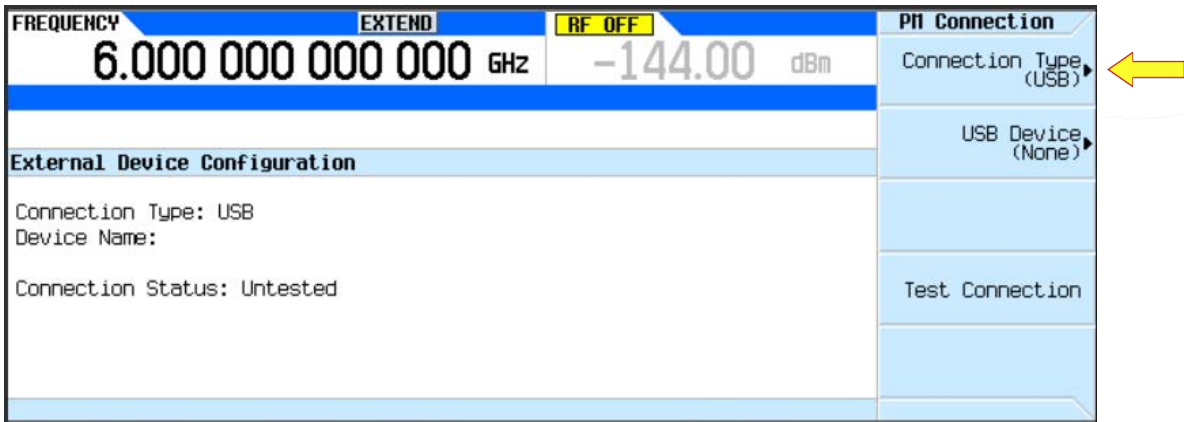 FREQUENCY EXTEND RF OFF
6.000 000 000 000 GHz -144.00 dBm
External Device Configuration
Connection Type: USB
Device Name:
Connection Status: Untested
PM Connection
Connection Type
(USB)
USB Device
(None)
Test Connection